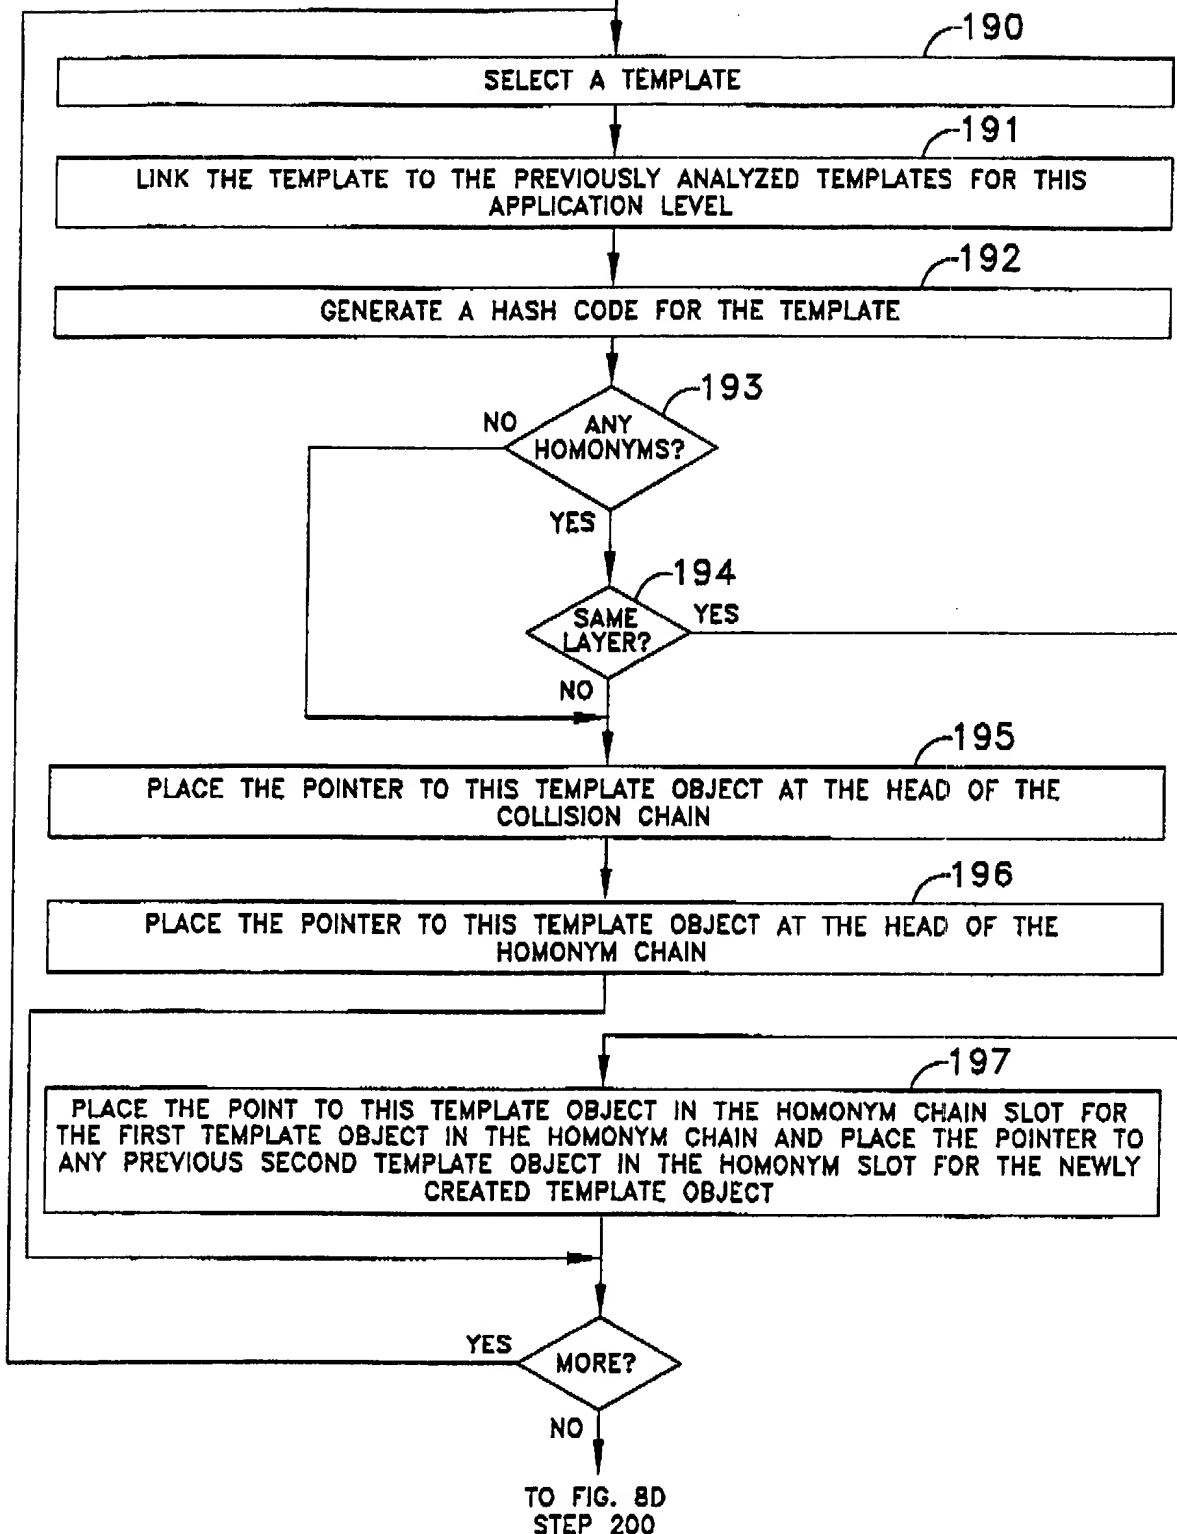 190
SELECT A TEMPLATE
191
LINK THE TEMPLATE TO THE PREVIOUSLY ANALYZED TEMPLATES FOR THIS
APPLICATION LEVEL
192
GENERATE A HASH CODE FOR THE TEMPLATE
193
NO
ANY
HOMONYMS?
YES
194
SAME
LAYER?
YES
NO
195
PLACE THE POINTER TO THIS TEMPLATE OBJECT AT THE HEAD OF THE
COLLISION CHAIN
196
PLACE THE POINTER TO THIS TEMPLATE OBJECT AT THE HEAD OF THE
HOMONYM CHAIN
197
PLACE THE POINT TO THIS TEMPLATE OBJECT IN THE HOMONYM CHAIN SLOT FOR
THE FIRST TEMPLATE OBJECT IN THE HOMONYM CHAIN AND PLACE THE POINTER TO
ANY PREVIOUS SECOND TEMPLATE OBJECT IN THE HOMONYM SLOT FOR THE NEWLY
CREATED TEMPLATE OBJECT
YES
MORE?
NO
TO FIG. 8D
STEP 200